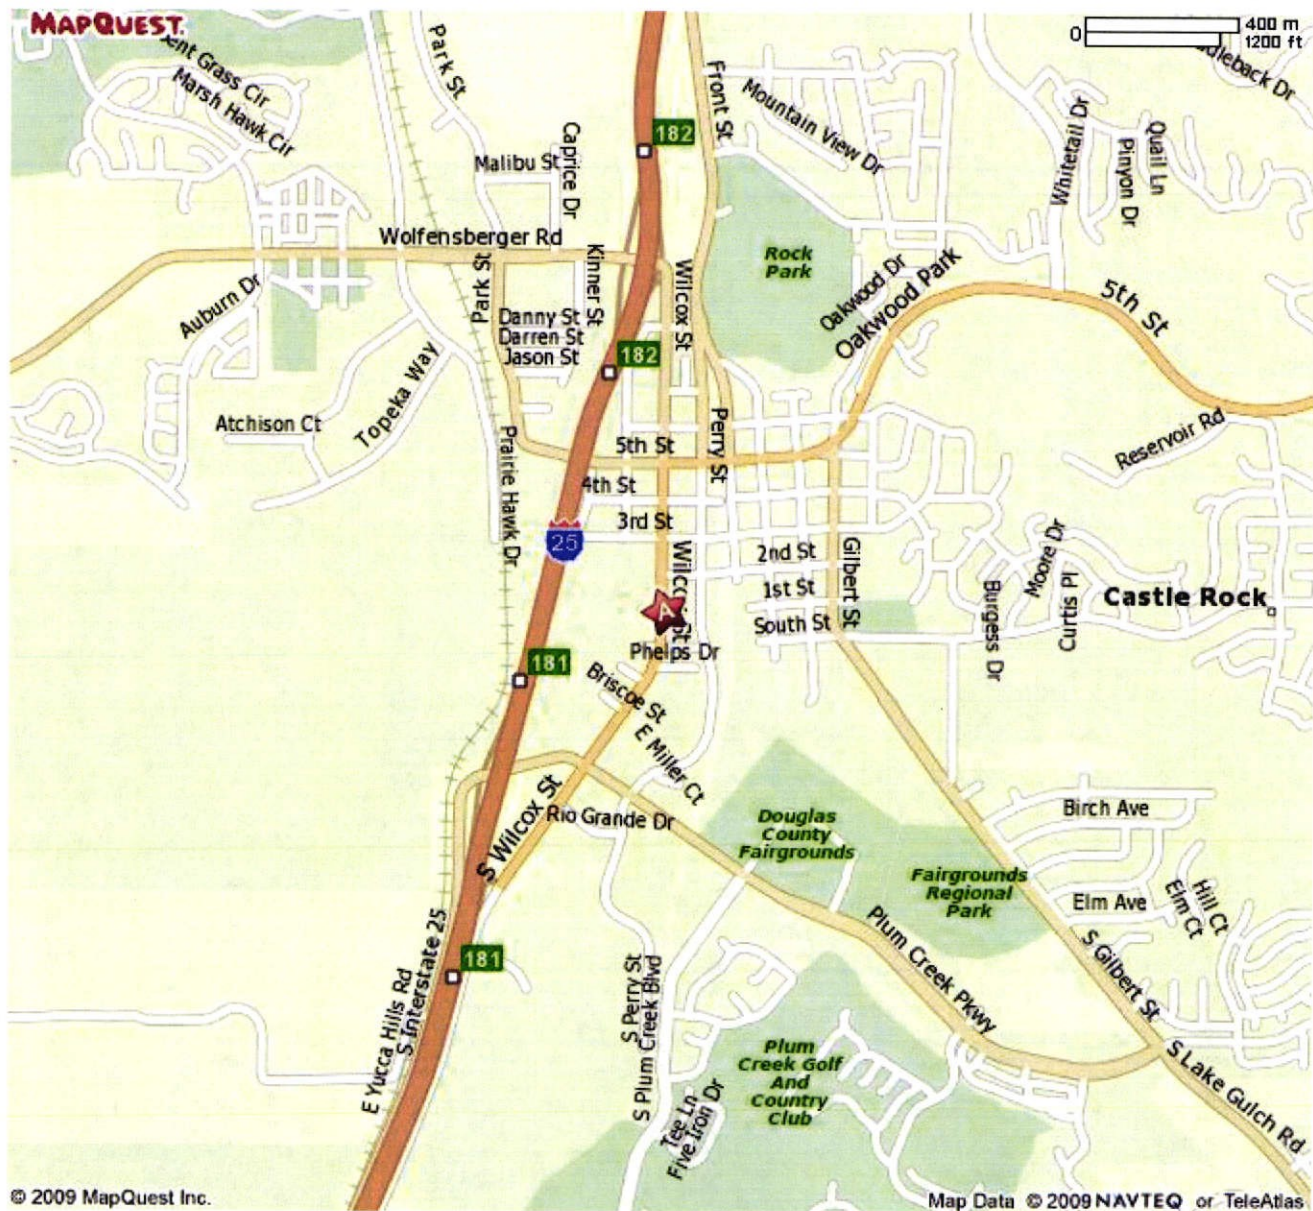 MAPQUEST.
0
400 m
1200 ft
Grass Cir
Marsh Hawk Cir
Park St
Front St
Mountain View Dr
Whitetail Dr
Quail Ln
Pinyon Dr
182
Malibu St
Caprice Dr
Wolfensberger Rd
Kinner St
Park St
Wilcox St
Rock
Park
Oakwood Dr
Oakwood Park
5th St
Auburn Dr
Danny St
Darren St
Jason St
182
Topeka Way
Atchison Ct
Perry St
Reservoir Rd
Prairie Hawk Dr
5th St
4th St
3rd St
25
2nd St
1st St
South St
Gilbert St
A
Burgess Dr
Moore Dr
Curtis Pl
Castle Rock
Phelps Dr
181
Briscoe St
E Miller Ct
S Wilcox St
Rio Grande Dr
Douglas
County
Fairgrounds
Birch Ave
Fairgrounds
Regional
Park
Elm Ave
Hill Ct
Elm Ct
Plum Creek Pkwy
S Gilbert St
181
S Interstate 25
E Yucca Hills Rd
S Perry St
S Plum Creek Blvd
Plum
Creek Golf
And
Country
Club
Tee Ln
Five Iron Dr
S Lake Gulch Rd
© 2009 MapQuest Inc.
Map Data © 2009 NAVTEQ or TeleAtlas